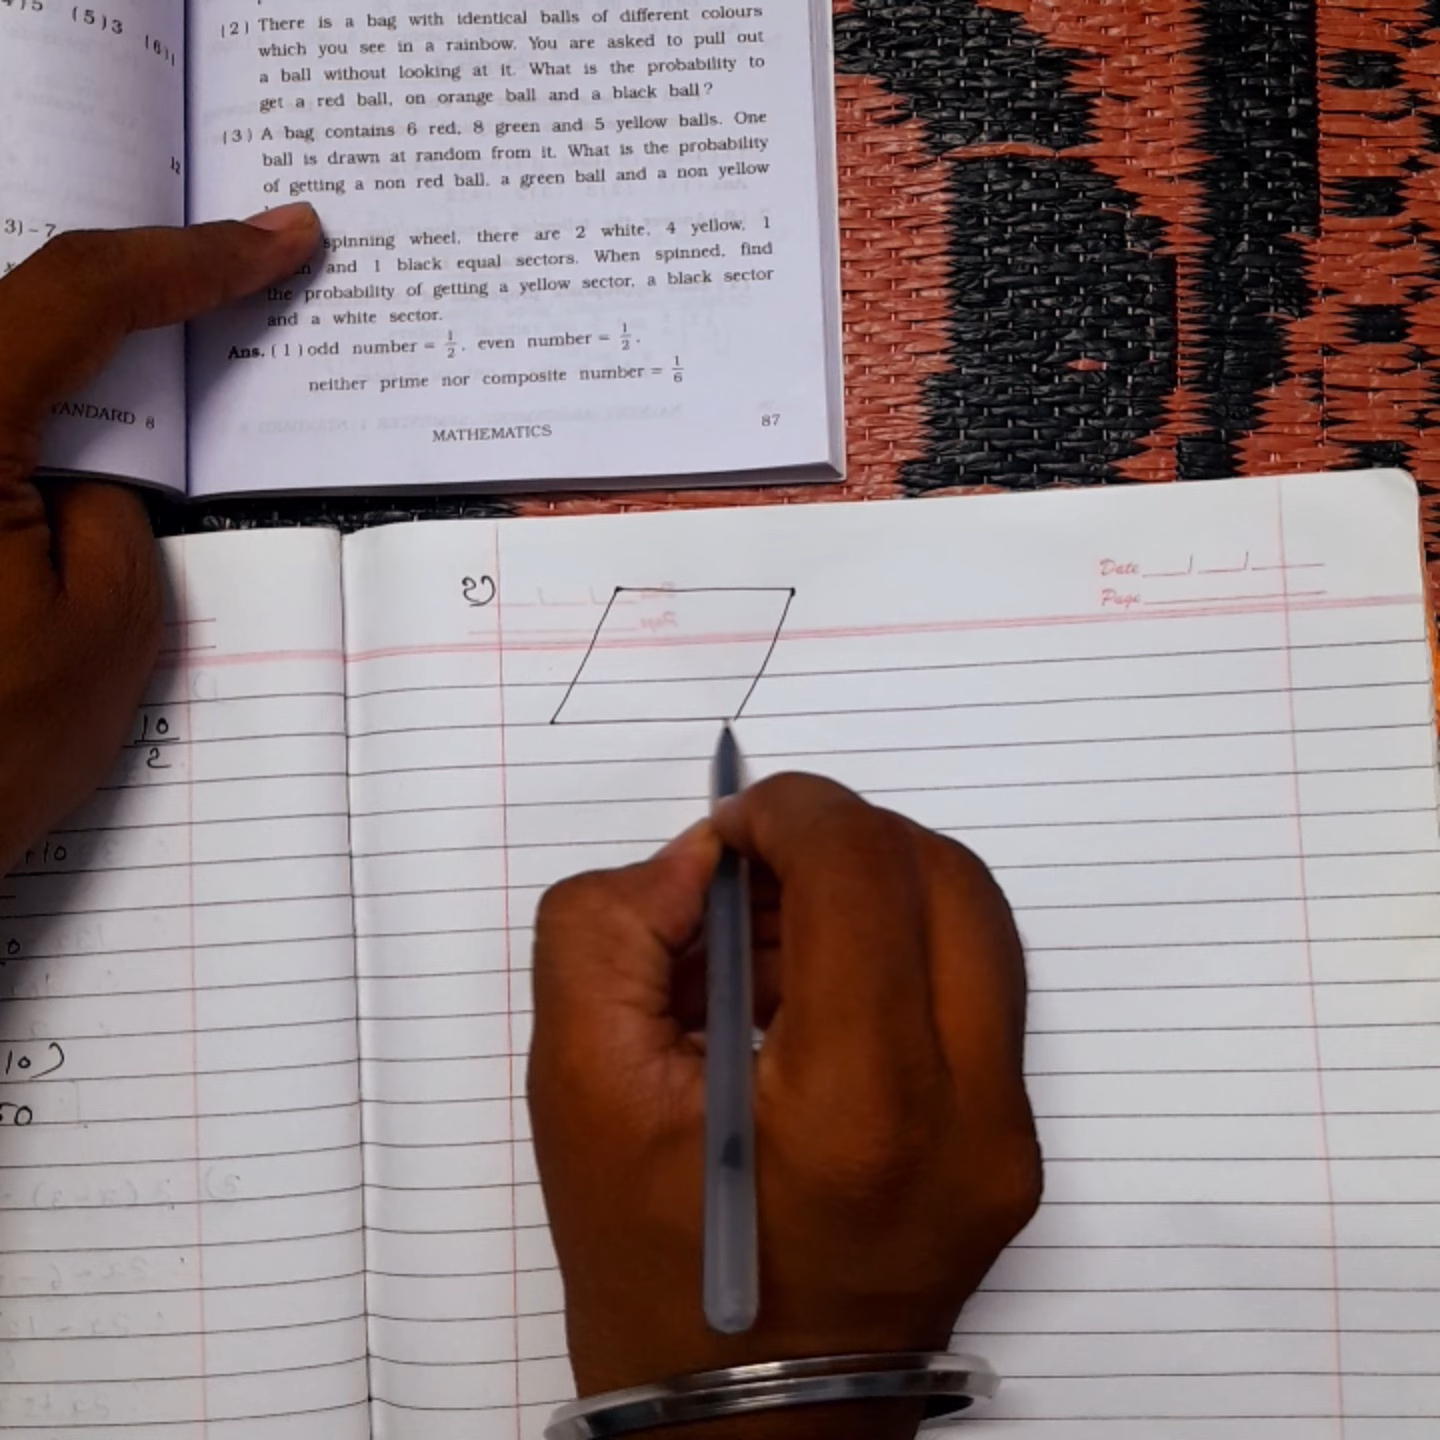 (5) 3
(6)
12
3) – 7
STANDARD 8
(2) There is a bag with identical balls of different colours
which you see in a rainbow. You are asked to pull out
a ball without looking at it. What is the probability to
get a red ball, on orange ball and a black ball ?
(3) A bag contains 6 red, 8 green and 5 yellow balls. One
ball is drawn at random from it. What is the probability
of getting a non red ball, a green ball and a non yellow
spinning wheel, there are 2 white, 4 yellow, 1
and 1 black equal sectors. When spinned, find
the probability of getting a yellow sector, a black sector
and a white sector.
Ans. (1) odd number = 1/2 , even number = 1/2 .
neither prime nor composite number = 1/6
MATHEMATICS 87
Date
Page
10
2
+10
0
10)
50